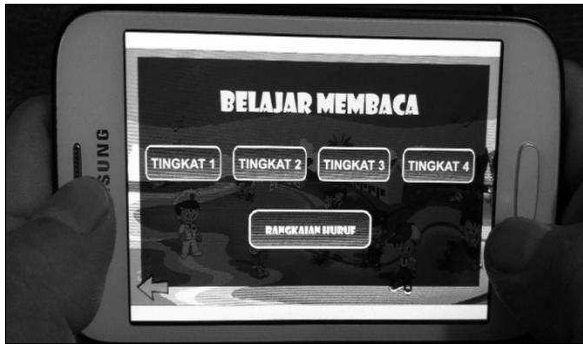 BELAJAR MEMBACA
TINGKAT 1 TINGKAT 2 TINGKAT 3 TINGKAT 4
RANGKAIAN HURUF
SUNG